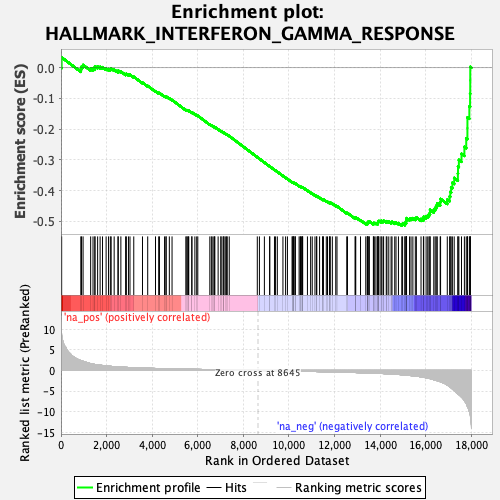 Enrichment plot:
HALLMARK_INTERFERON_GAMMA_RESPONSE
Enrichment score (ES)
0.0
-0.1
-0.2
-0.3
-0.4
-0.5
'na_pos' (positively correlated)
Ranked list metric (PreRanked)
10
5
0
-5
-10
-15
Zero cross at 8645
'na_neg' (negatively correlated)
0
2,000
4,000
6,000
8,000
10,000
12,000
14,000
16,000
18,000
Rank in Ordered Dataset
Enrichment profile
Hits
Ranking metric scores